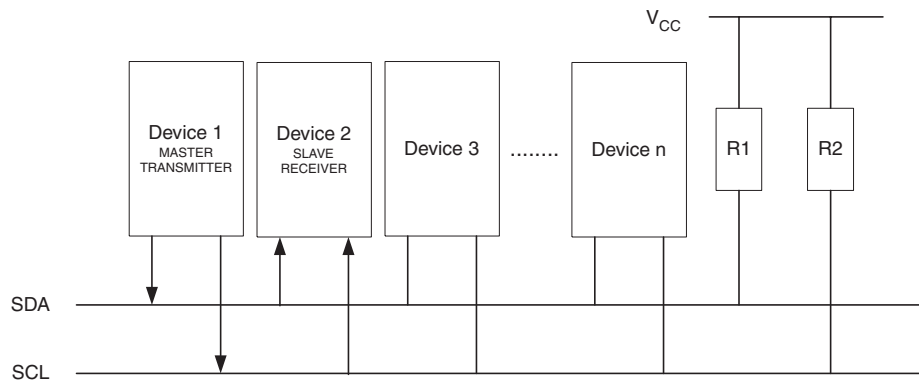 V_CC
Device 1
MASTER
TRANSMITTER
Device 2
SLAVE
RECEIVER
Device 3
........
Device n
R1
R2
SDA
SCL